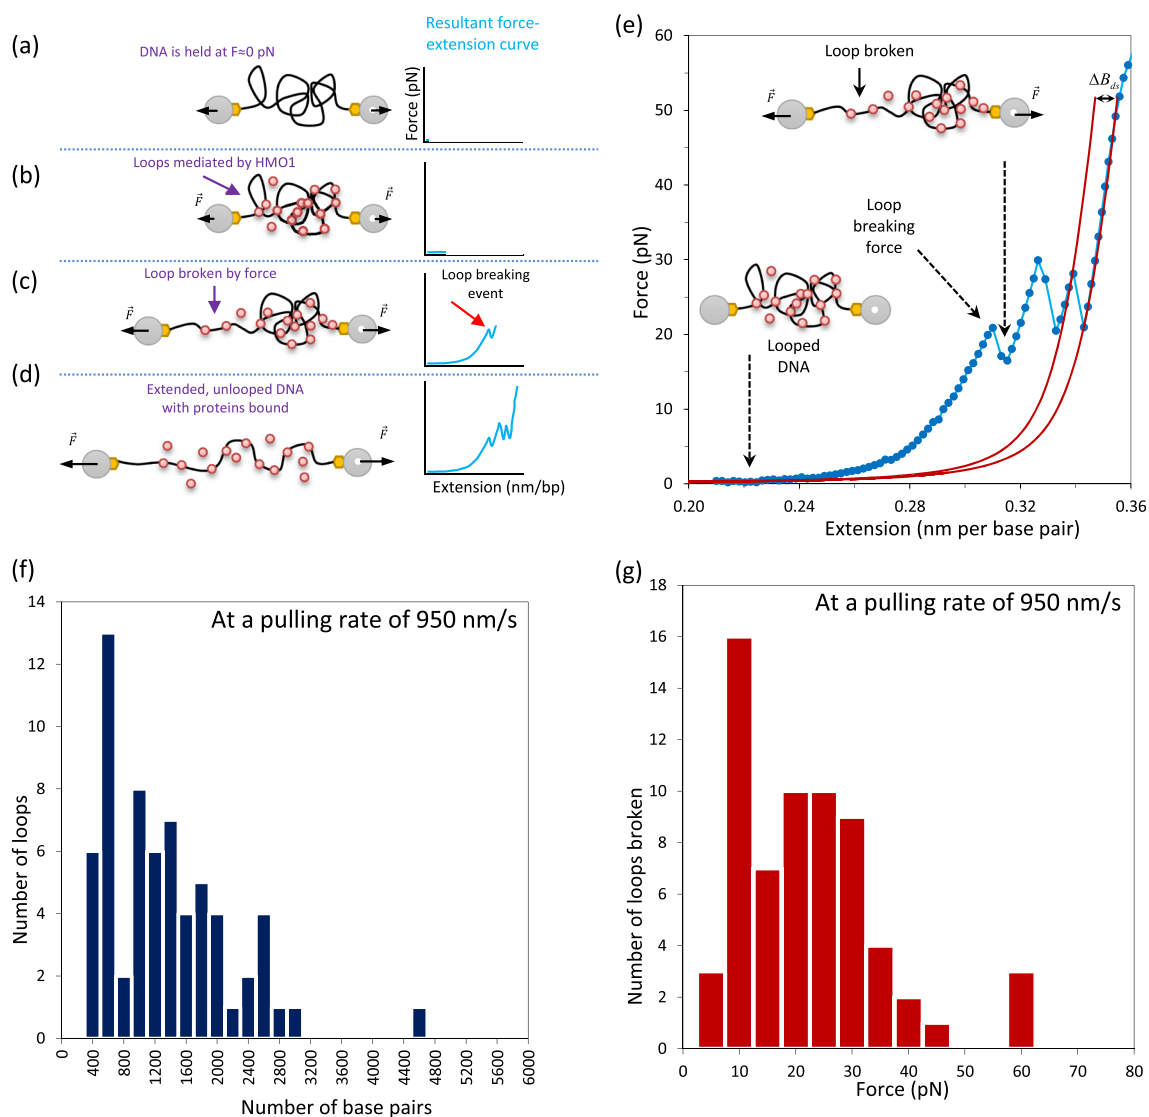 (a)
DNA is held at F≈0 pN
Resultant force-
extension curve
Force (pN)
(b)
Loops mediated by HMO1
F⃗
F⃗
(c)
Loop broken by force
Loop breaking
event
F⃗
F⃗
(d)
Extended, unlooped DNA
with proteins bound
F⃗
F⃗
Extension (nm/bp)
(e)
Loop broken
F⃗
F⃗
ΔB_ds
Loop
breaking
force
Looped
DNA
Force (pN)
60
50
40
30
20
10
0
0.20
0.24
0.28
0.32
0.36
Extension (nm per base pair)
(f)
At a pulling rate of 950 nm/s
Number of loops
14
12
10
8
6
4
2
0
0
400
800
1200
1600
2000
2400
2800
3200
3600
4000
4400
4800
5200
5600
6000
Number of base pairs
(g)
At a pulling rate of 950 nm/s
Number of loops broken
18
16
14
12
10
8
6
4
2
0
0
10
20
30
40
50
60
70
80
Force (pN)